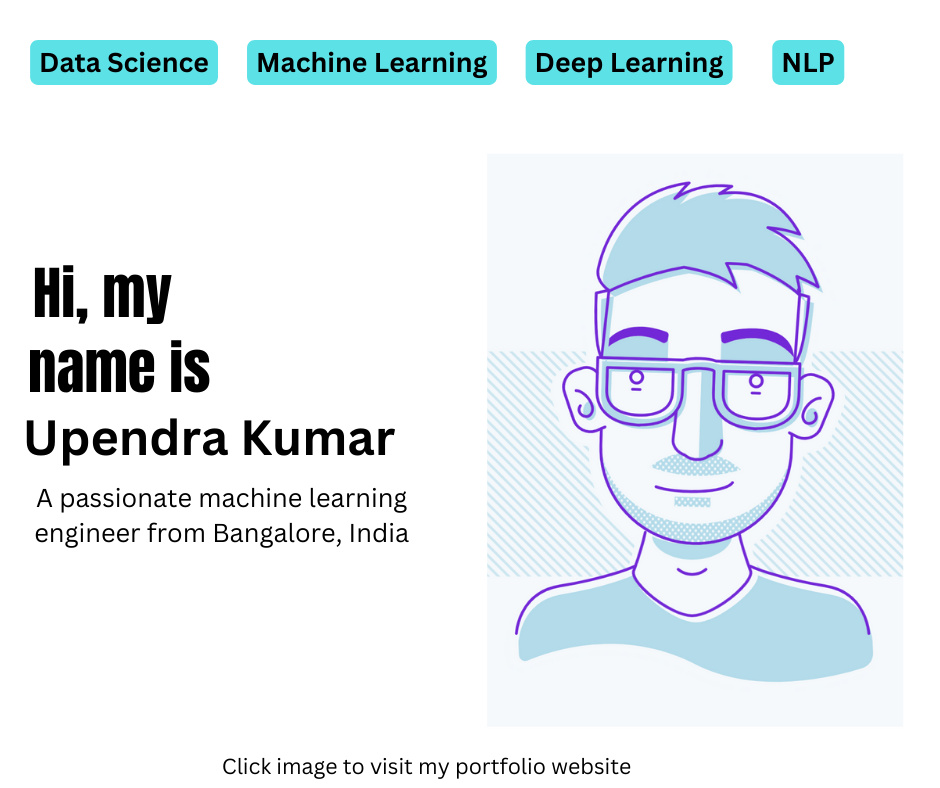 Data Science Machine Learning Deep Learning NLP
Hi, my
name is
Upendra Kumar
A passionate machine learning
engineer from Bangalore, India
Click image to visit my portfolio website